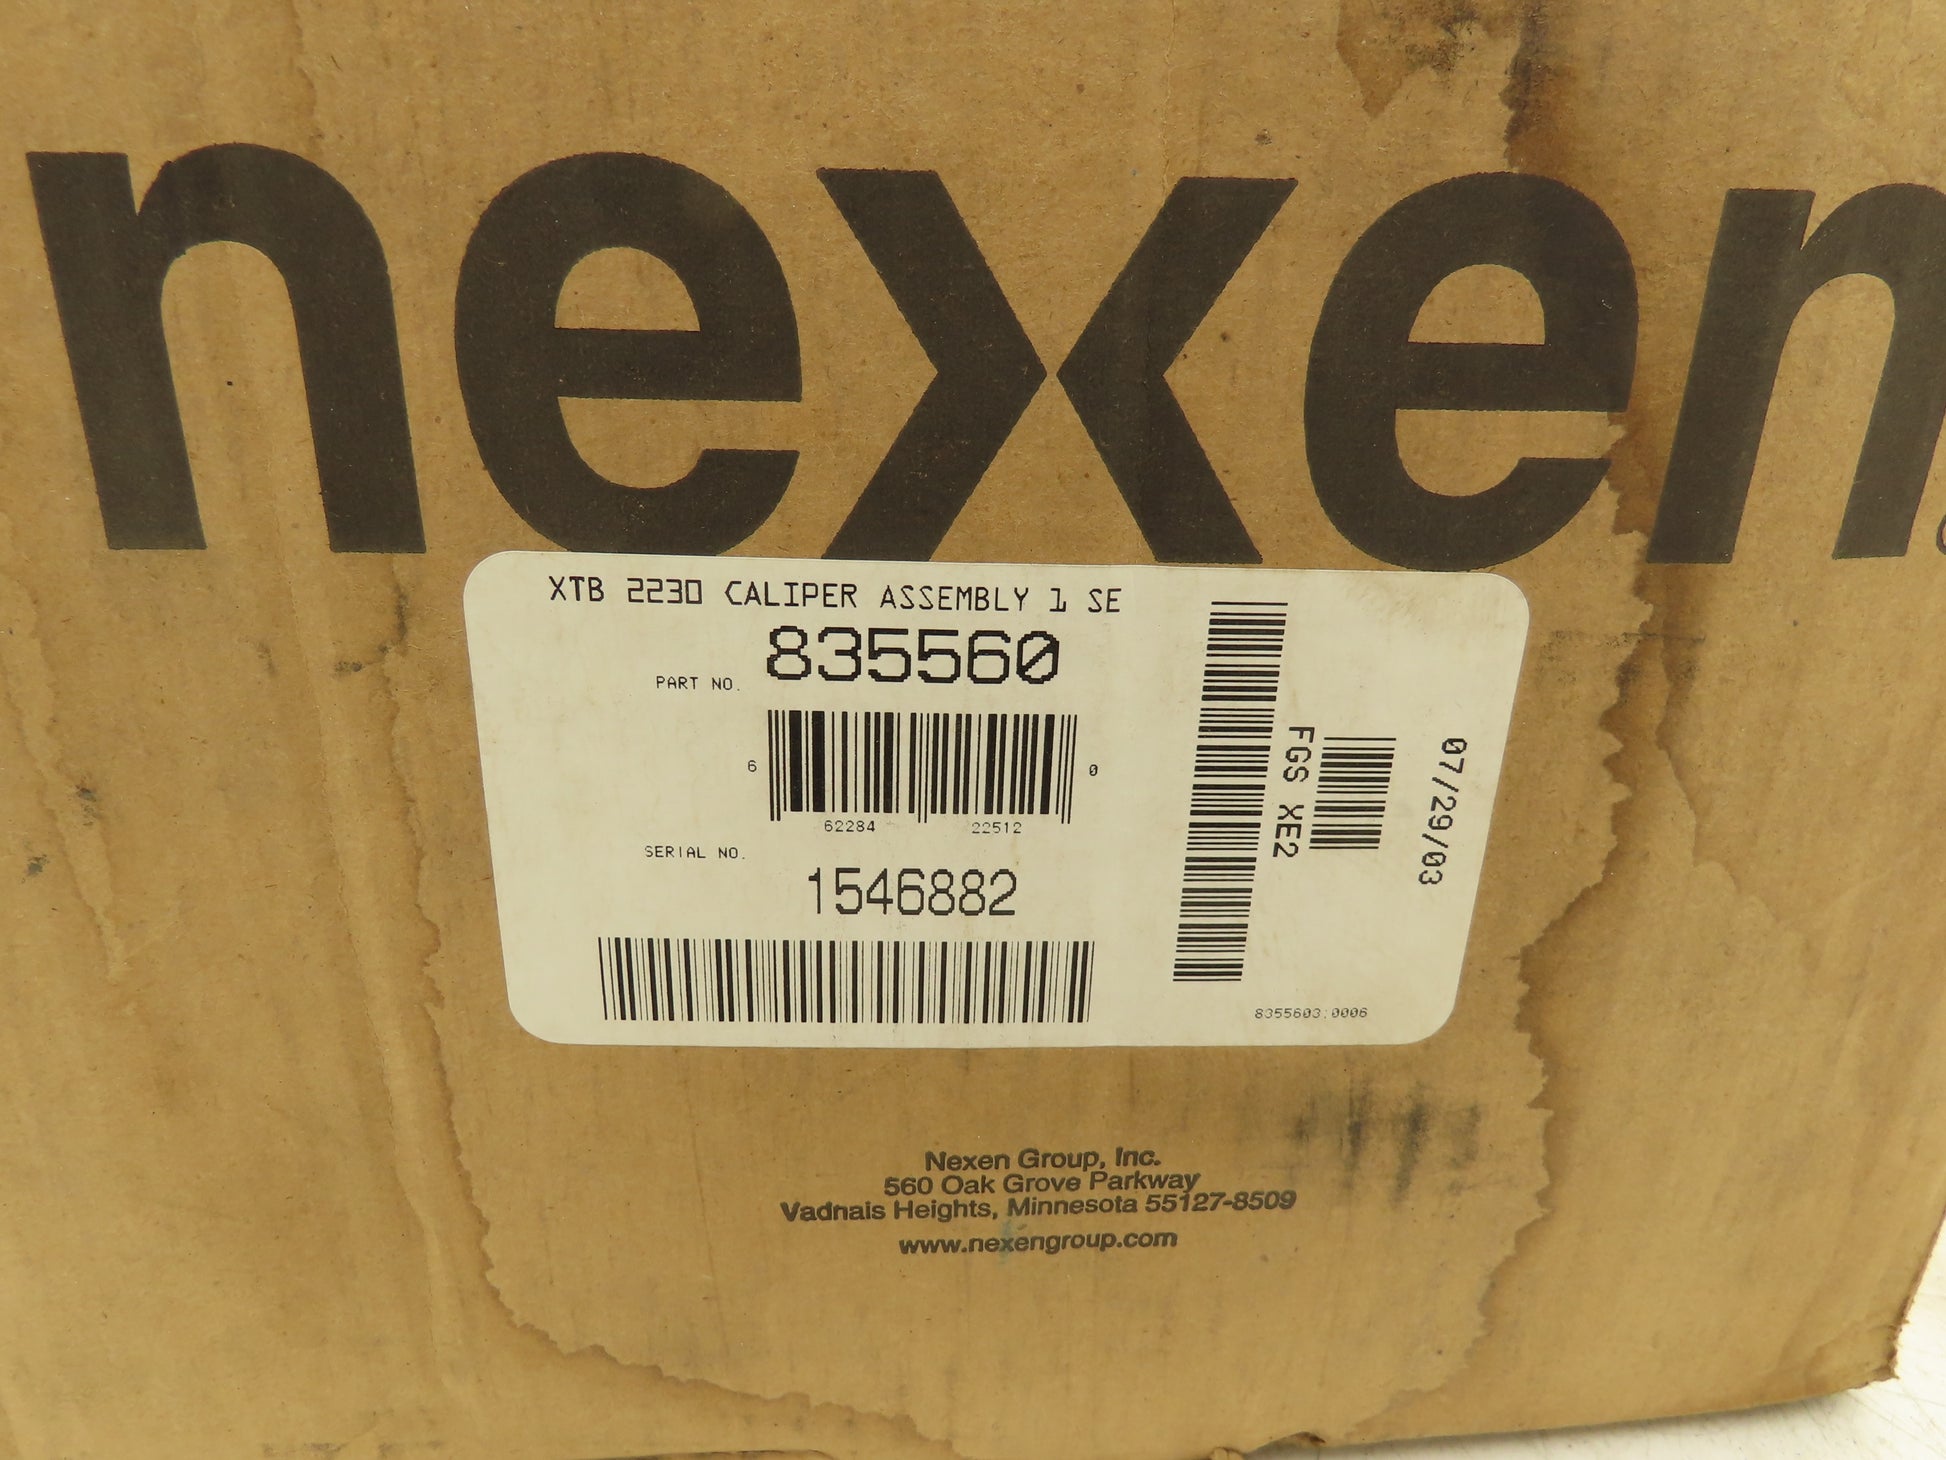 nexen
XTB 2230 CALIPER ASSEMBLY 1 SE
PART NO. 835560
6 62284 22512 0
SERIAL NO.
1546882
FGS XE2
07/29/03
8355603:0006
Nexen Group, Inc.
560 Oak Grove Parkway
Vadnais Heights, Minnesota 55127-8509
www.nexengroup.com